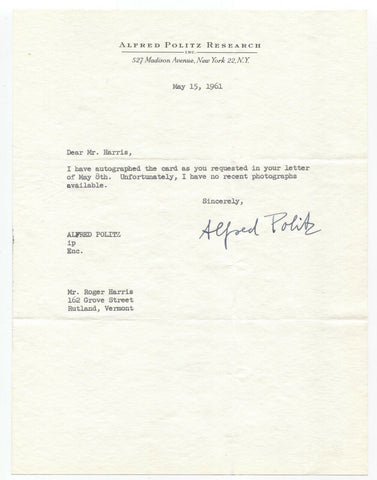 ALFRED POLITZ RESEARCH
INC.
527 Madison Avenue, New York 22, N.Y.
May 15, 1961
Dear Mr. Harris,
I have autographed the card as you requested in your letter
of May 8th. Unfortunately, I have no recent photographs
available.
Sincerely,
Alfred Politz
ALFRED POLITZ
ip
Enc.
Mr. Roger Harris
162 Grove Street
Rutland, Vermont